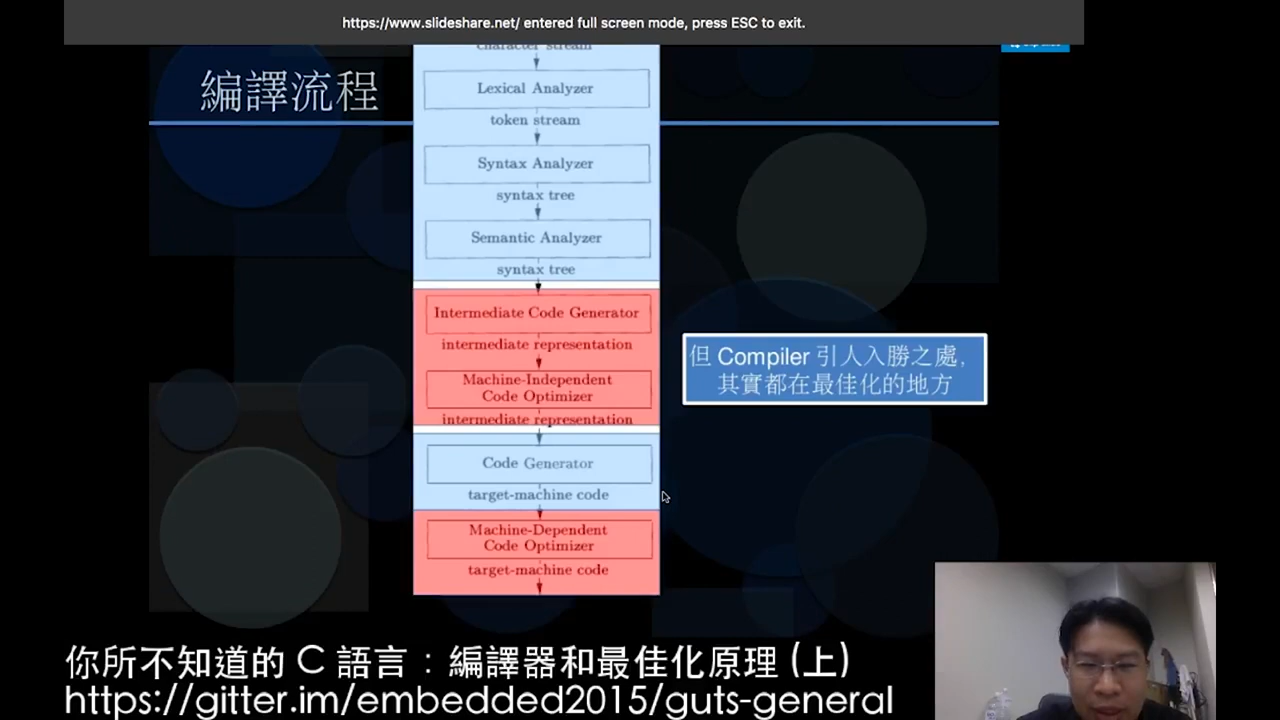 https://www.slideshare.net/ entered full screen mode, press ESC to exit.
character stream
編譯流程
Lexical Analyzer
token stream
Syntax Analyzer
syntax tree
Semantic Analyzer
syntax tree
Intermediate Code Generator
intermediate representation
Machine-Independent
Code Optimizer
intermediate representation
但 Compiler 引人入勝之處,
其實都在最佳化的地方
Code Generator
target-machine code
Machine-Dependent
Code Optimizer
target-machine code
你所不知道的 C 語言：編譯器和最佳化原理 (上)
https://gitter.im/embedded2015/guts-general